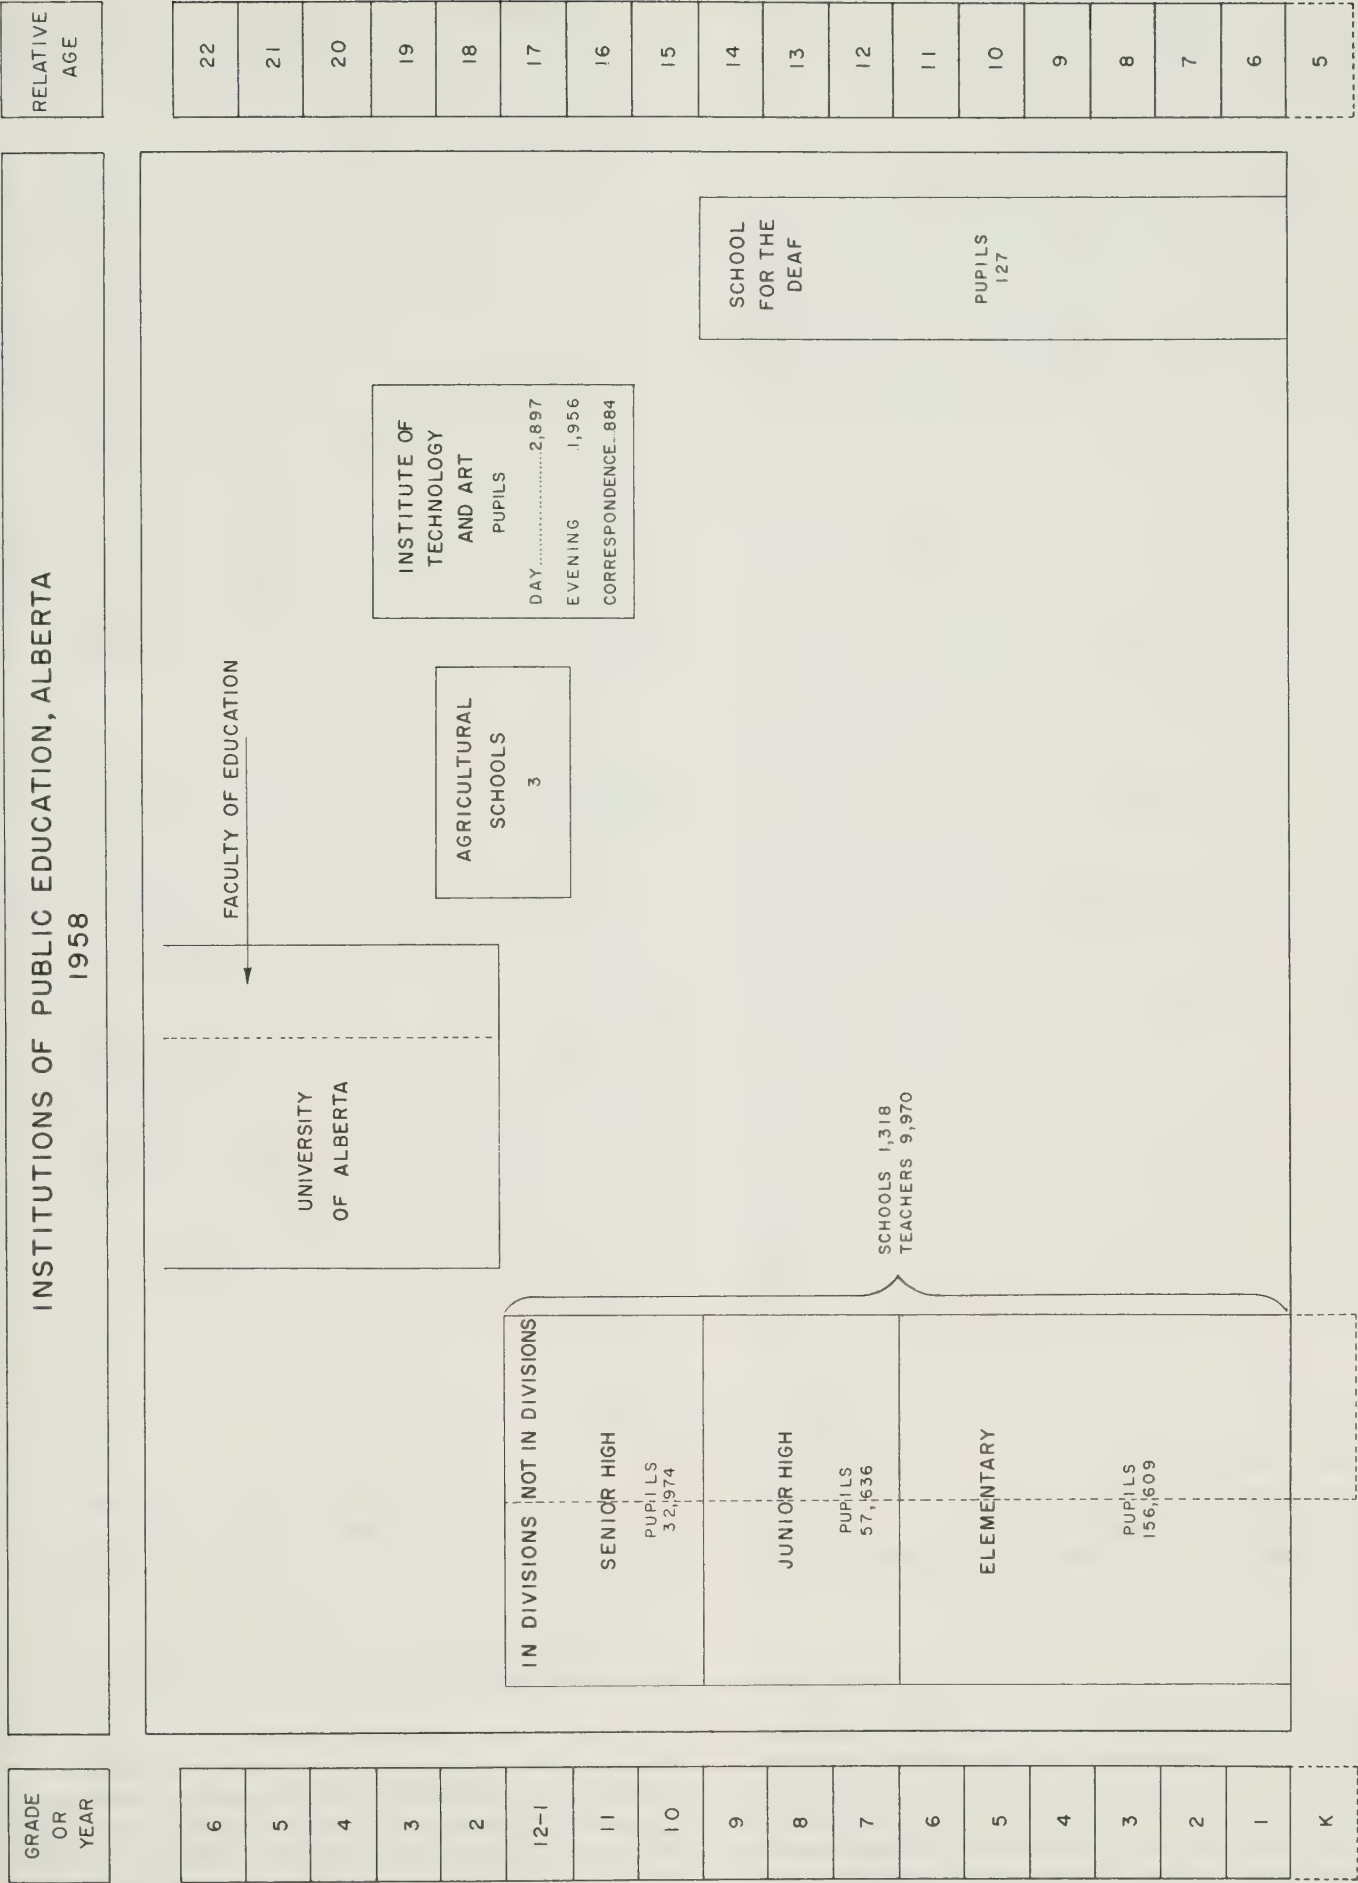 INSTITUTIONS OF PUBLIC EDUCATION, ALBERTA
1958
GRADE
OR
YEAR
6
5
4
3
2
12-1
11
10
9
8
7
6
5
4
3
2
1
K
UNIVERSITY
OF ALBERTA
FACULTY OF EDUCATION
IN DIVISIONS NOT IN DIVISIONS
SENIOR HIGH
PUPILS
32,974
JUNIOR HIGH
PUPILS
57,636
ELEMENTARY
PUPILS
156,609
SCHOOLS 1,318
TEACHERS 9,970
AGRICULTURAL
SCHOOLS
3
INSTITUTE OF
TECHNOLOGY
AND ART
PUPILS
DAY..............2,897
EVENING 1,956
CORRESPONDENCE..884
SCHOOL
FOR THE
DEAF
PUPILS
127
RELATIVE
AGE
22
21
20
19
18
17
16
15
14
13
12
11
10
9
8
7
6
5